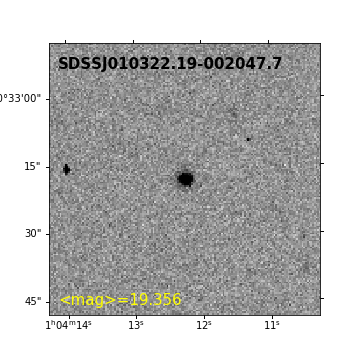 SDSSJ010322.19-002047.7
0°33'00"
15"
30"
45"
<mag>=19.356
1ʰ04ᵐ14ˢ 13ˢ 12ˢ 11ˢ